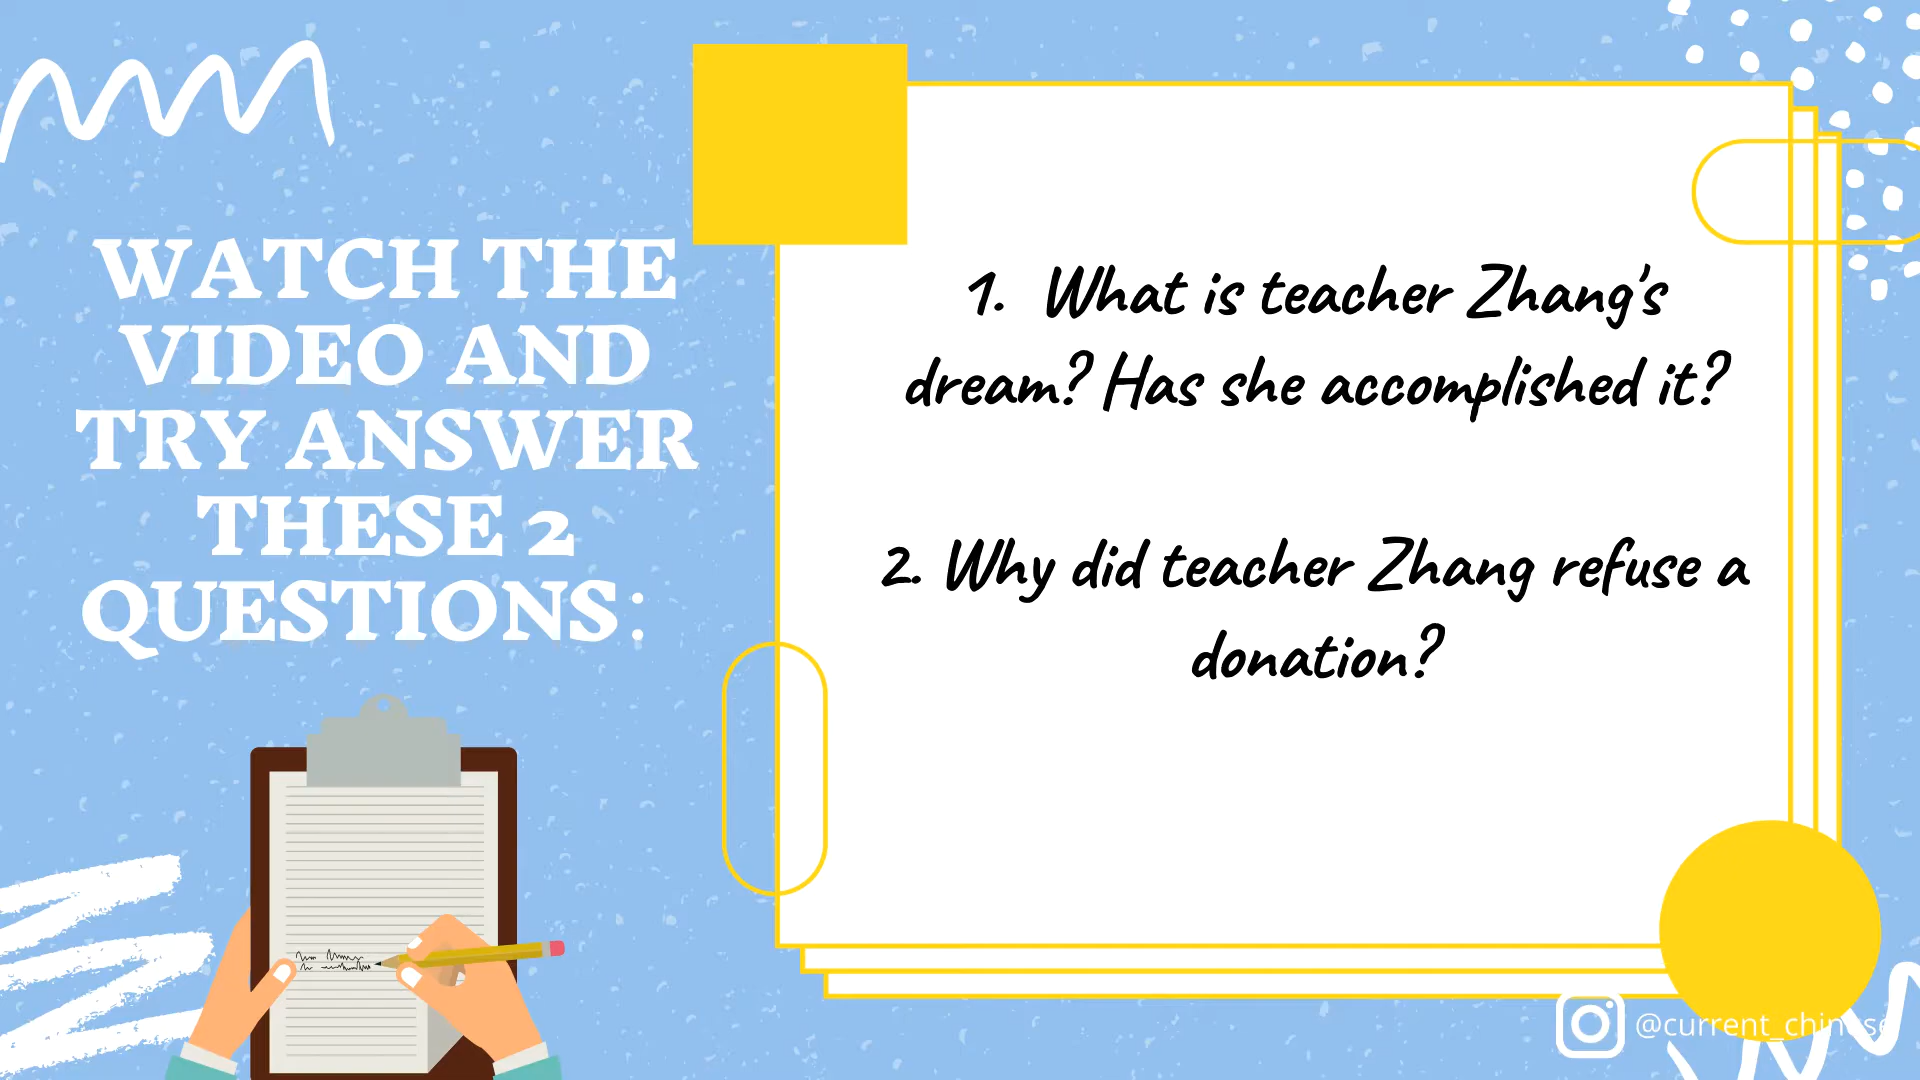 WATCH THE
VIDEO AND
TRY ANSWER
THESE 2
QUESTIONS:
1. What is teacher Zhang's
dream? Has she accomplished it?
2. Why did teacher Zhang refuse a
donation?
@current_chinese